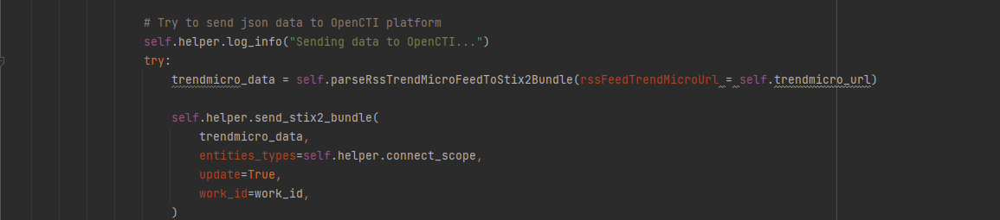 # Try to send json data to OpenCTI platform
self.helper.log_info("Sending data to OpenCTI...")
try:
trendmicro_data = self.parseRssTrendMicroFeedToStix2Bundle(rssFeedTrendMicroUrl = self.trendmicro_url)
self.helper.send_stix2_bundle(
trendmicro_data,
entities_types=self.helper.connect_scope,
update=True,
work_id=work_id,
)